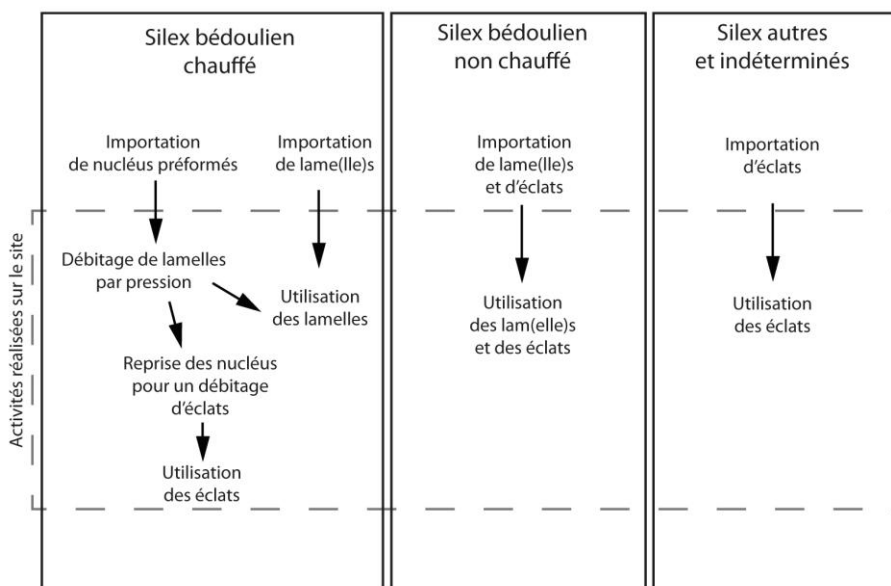 Silex bédoulien
chauffé
Silex bédoulien
non chauffé
Silex autres
et indéterminés
Importation
de nucléus préformés
Importation
de lame(lle)s
Importation
de lame(lle)s
et d'éclats
Importation
d'éclats
Activités réalisées sur le site
Débitage de lamelles
par pression
Utilisation
des lamelles
Utilisation
des lam(elle)s
et des éclats
Utilisation
des éclats
Reprise des nucléus
pour un débitage
d'éclats
Utilisation
des éclats